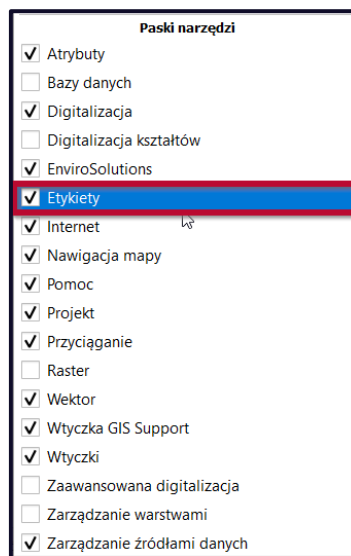 Paski narzędzi
Atrybuty
Bazy danych
Digitalizacja
Digitalizacja kształtów
EnviroSolutions
Etykiety
Internet
Nawigacja mapy
Pomoc
Projekt
Przyciąganie
Raster
Wektor
Wtyczka GIS Support
Wtyczki
Zaawansowana digitalizacja
Zarządzanie warstwami
Zarządzanie źródłami danych